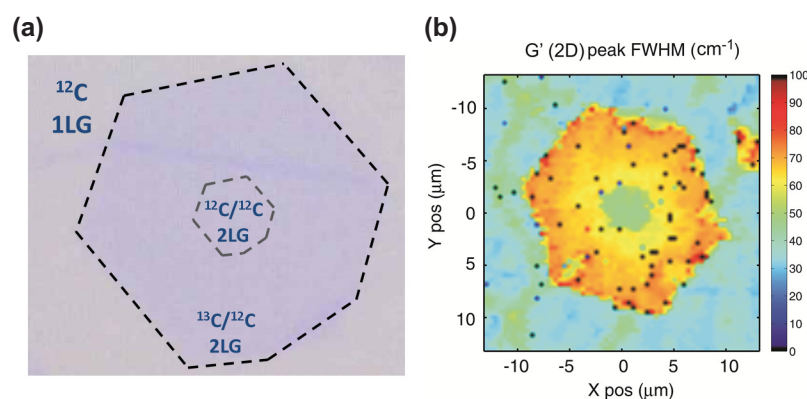 (a)
¹²C
1LG
¹²C/¹²C
2LG
¹³C/¹²C
2LG
(b)
G' (2D) peak FWHM (cm⁻¹)
Y pos (μm)
-10
-5
0
5
10
-10 -5 0 5 10
X pos (μm)
100
90
80
70
60
50
40
30
20
10
0